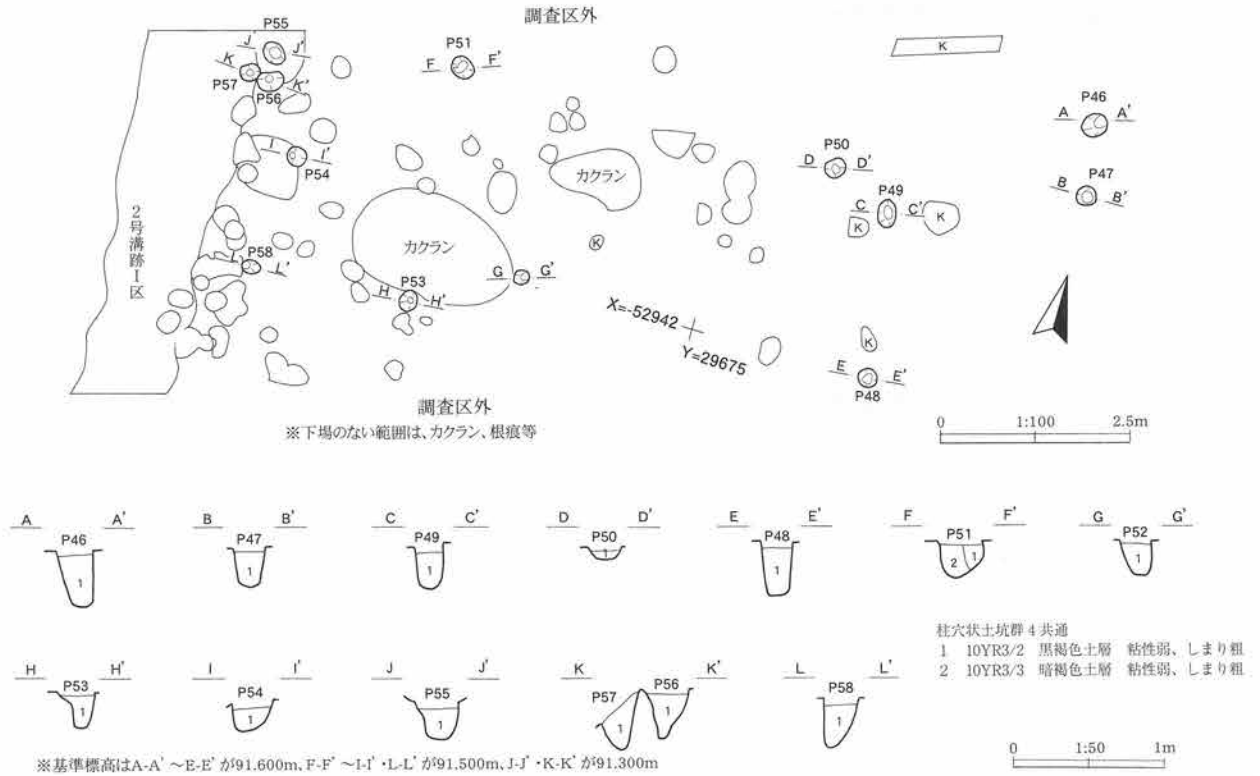 調査区外
P55
J J'
K K'
P57
P56
P51
F F'
K
P46
A A'
I I'
P54
P50
D D'
P47
B B'
P49
C C'
K
K
カクラン
2号溝跡Ⅰ区
カクラン
K
P58
L L'
P53
H H'
G G'
X=-52942
Y=29675
K
E E'
P48
調査区外
※下場のない範囲は、カクラン、根痕等
0 1:100 2.5m
A A' B B' C C' D D' E E' F F' G G'
P46 P47 P49 P50 P48 P51 P52
1 1 1 1 1 2 1 1
柱穴状土坑群4共通
1 10YR3/2 黒褐色土層 粘性弱、しまり粗
2 10YR3/3 暗褐色土層 粘性弱、しまり粗
H H' I I' J J' K K' L L'
P53 P54 P55 P57 P56 P58
1 1 1 1 1 1
※基準標高はA-A'～E-E'が91.600m、F-F'～I-I'・L-L'が91.500m、J-J'・K-K'が91.300m
0 1:50 1m